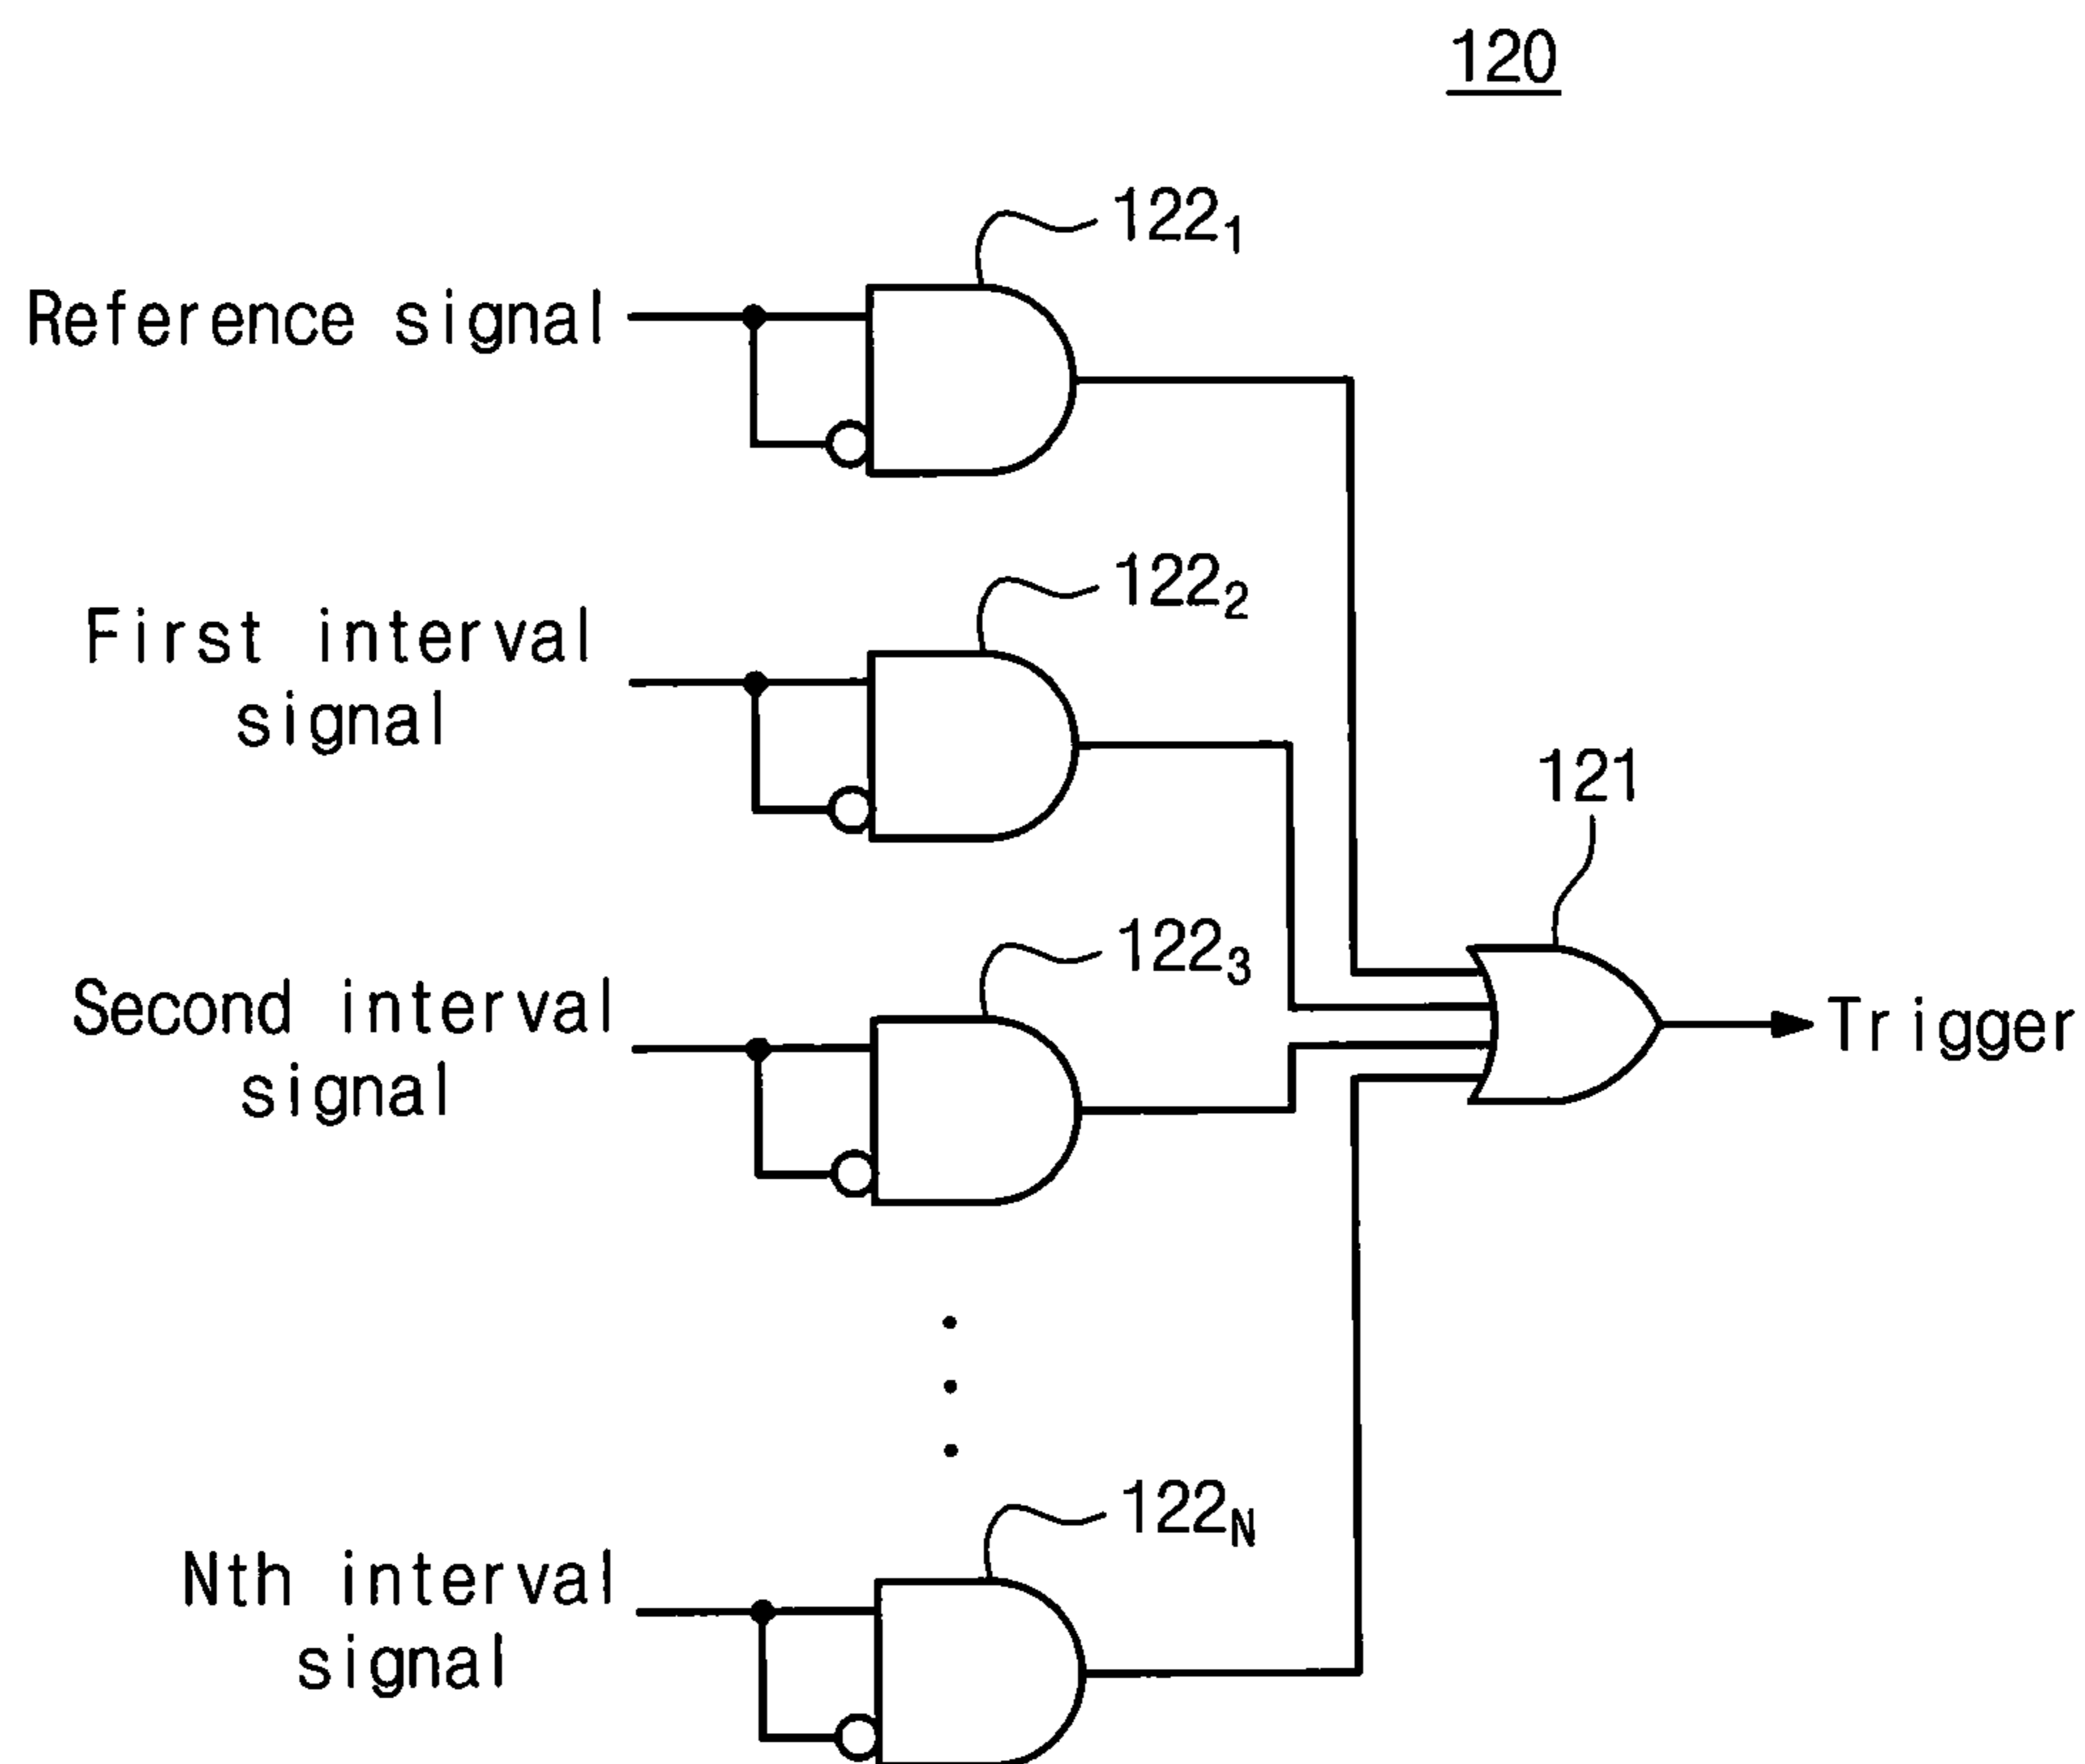 120
122₁
Reference signal
122₂
First interval
signal
121
122₃
Second interval
signal
Trigger
122N
Nth interval
signal